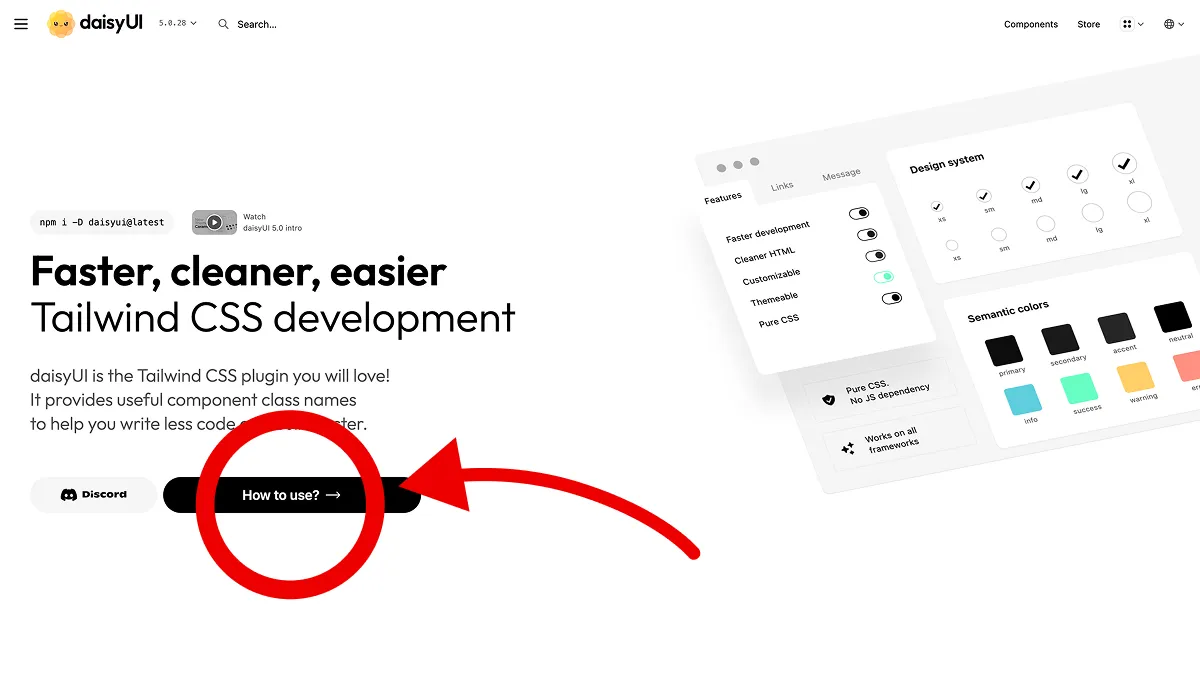 daisyUI
5.0.28
Search...
Components
Store
npm i -D daisyui@latest
Watch
daisyUI 5.0 intro
Faster, cleaner, easier
Tailwind CSS development
daisyUI is the Tailwind CSS plugin you will love!
It provides useful component class names
to help you write less code
Discord
How to use? →
Features
Links
Message
Faster development
Cleaner HTML
Customizable
Themeable
Pure CSS
Design system
xs
sm
md
lg
xl
xs
sm
md
lg
xl
Pure CSS.
No JS dependency
Works on all
frameworks
Semantic colors
primary
secondary
accent
neutral
info
success
warning